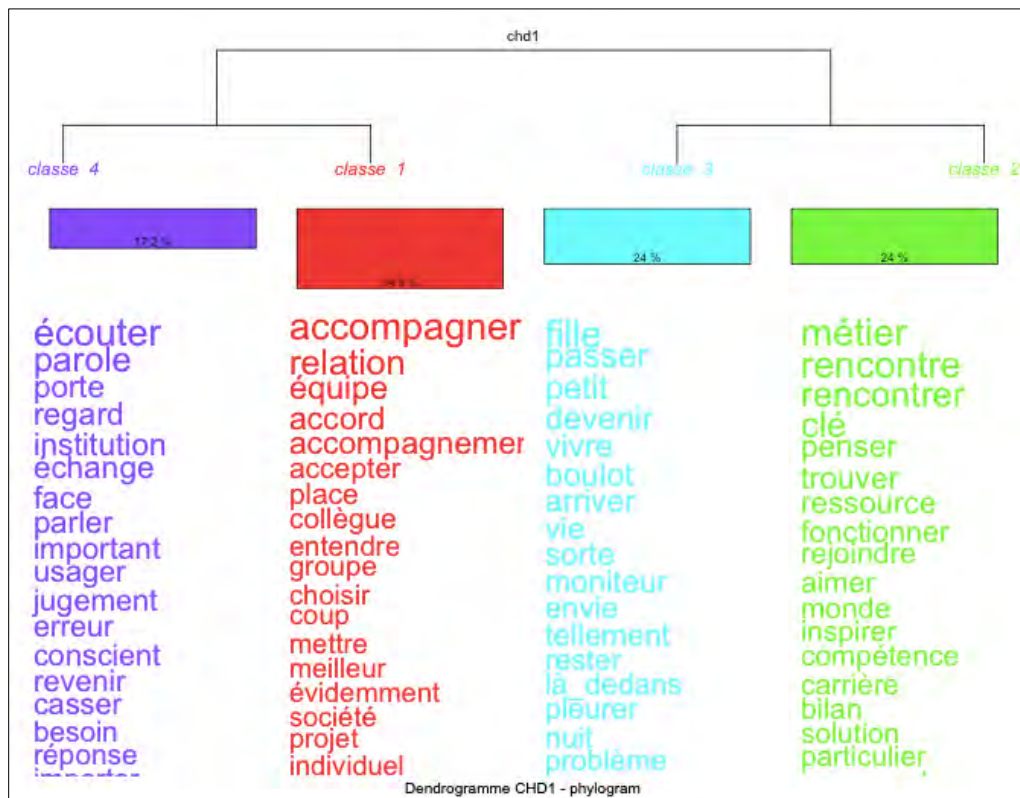 chd1
classe 4
classe 1
classe 3
classe 2
17.2 %
24 %
24 %
écouter
parole
porte
regard
institution
échange
face
parler
important
usager
jugement
erreur
conscient
revenir
casser
besoin
réponse
accompagner
relation
équipe
accord
accompagnemer
accepter
place
collègue
entendre
groupe
choisir
coup
mettre
meilleur
évidemment
société
projet
individuel
fille
passer
petit
devenir
vivre
boulot
arriver
vie
sorte
moniteur
envie
tellement
rester
là_dedans
pleurer
nuit
problème
métier
rencontre
rencontrer
clé
penser
trouver
ressource
fonctionner
rejoindre
aimer
monde
inspirer
compétence
carrière
bilan
solution
particulier
Dendrogramme CHD1 - phylogram